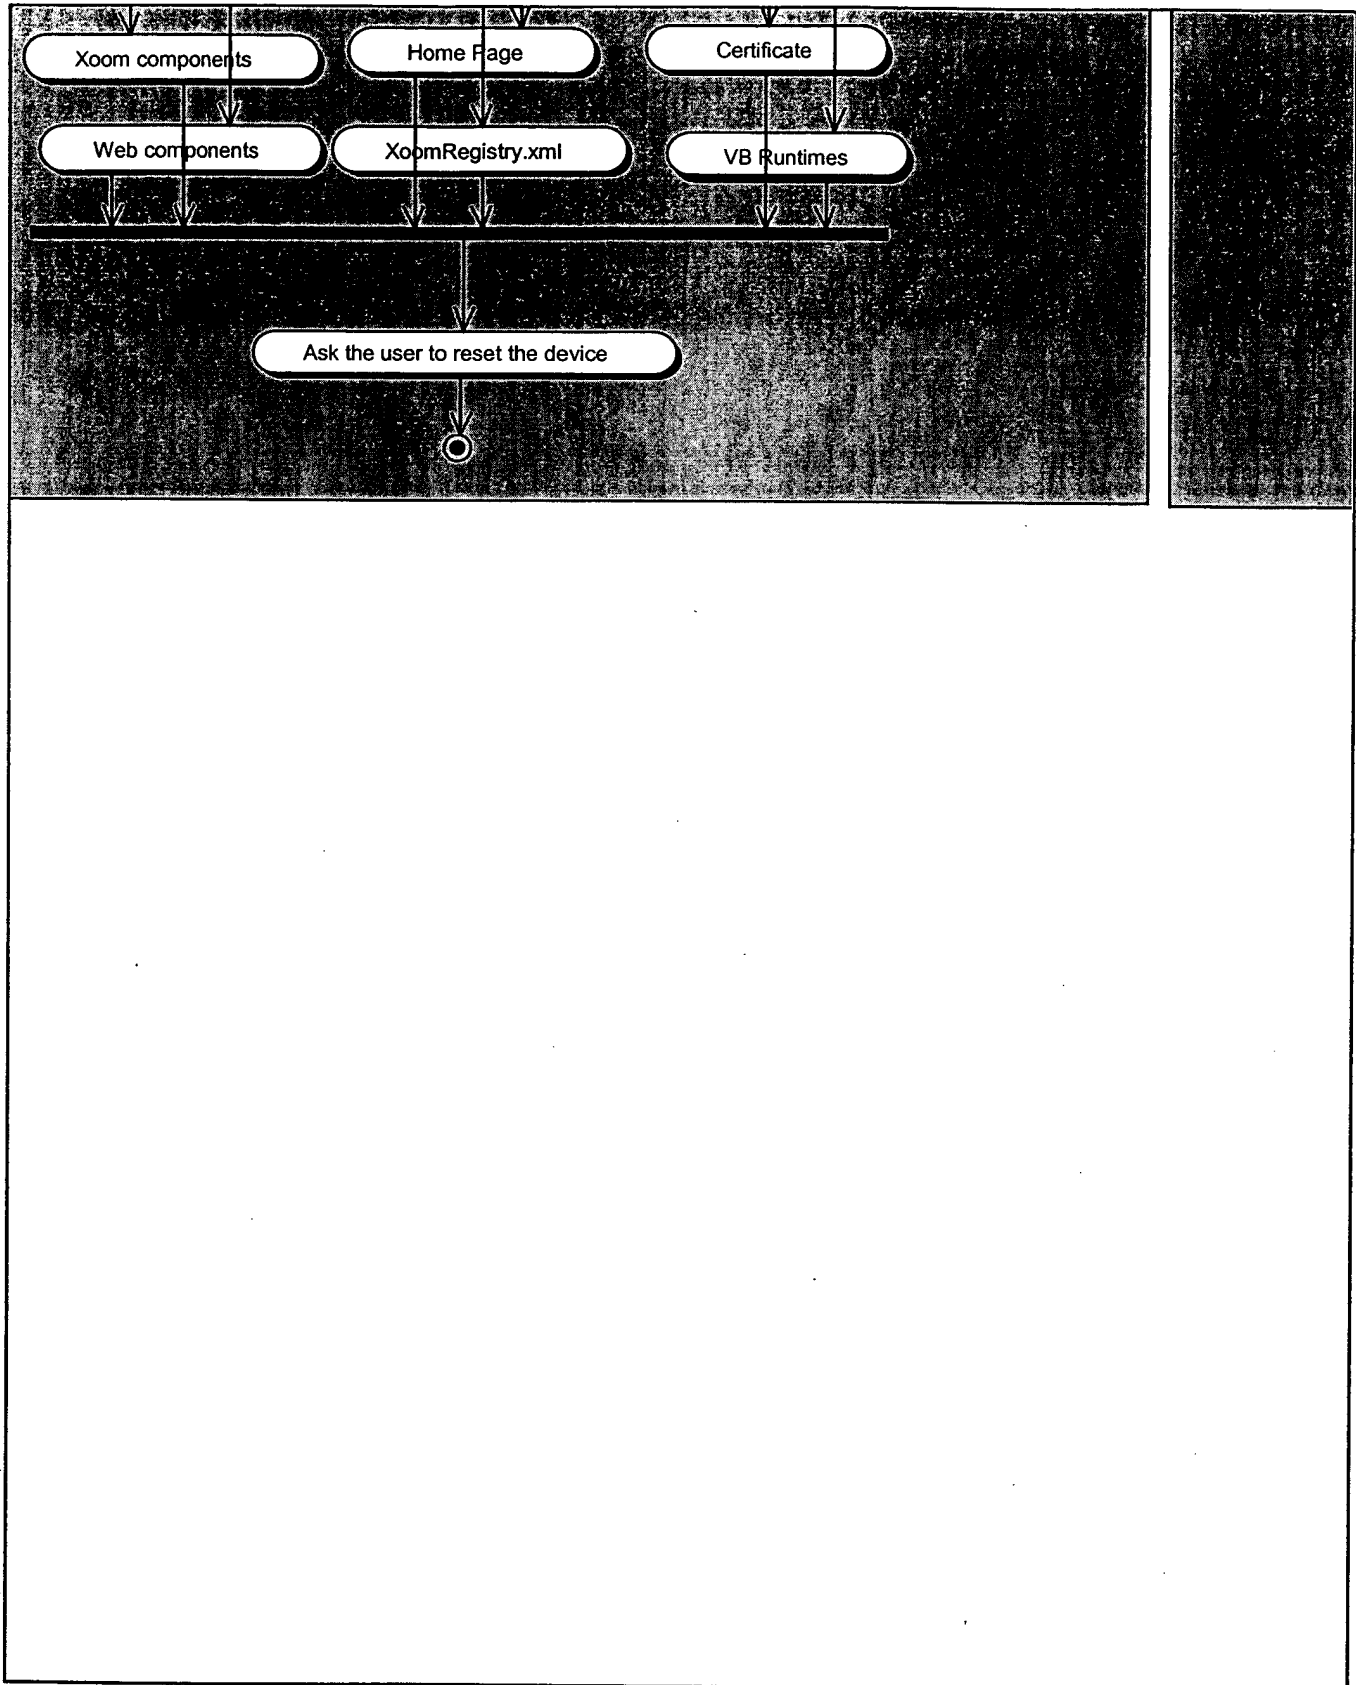 Xoom components
Home Page
Certificate
Web components
XoomRegistry.xml
VB Runtimes
Ask the user to reset the device